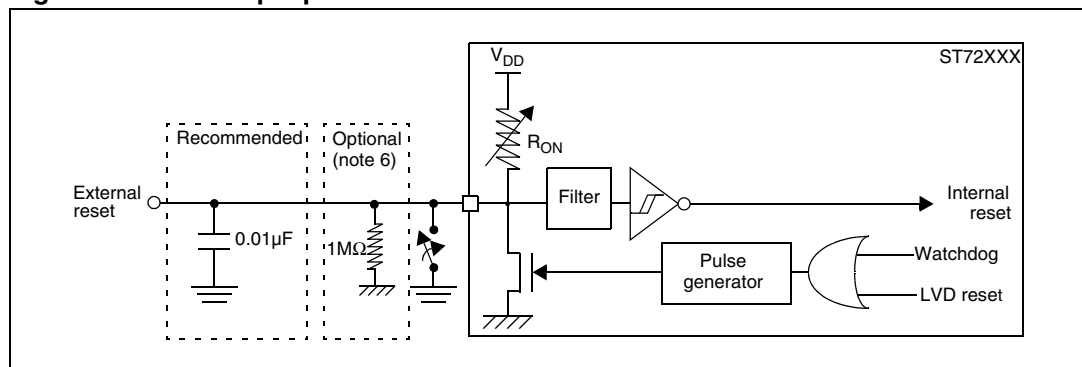 ST72XXX
VDD
RON
Recommended
Optional
(note 6)
External
reset
0.01µF
1MΩ
Filter
Internal
reset
Pulse
generator
Watchdog
LVD reset